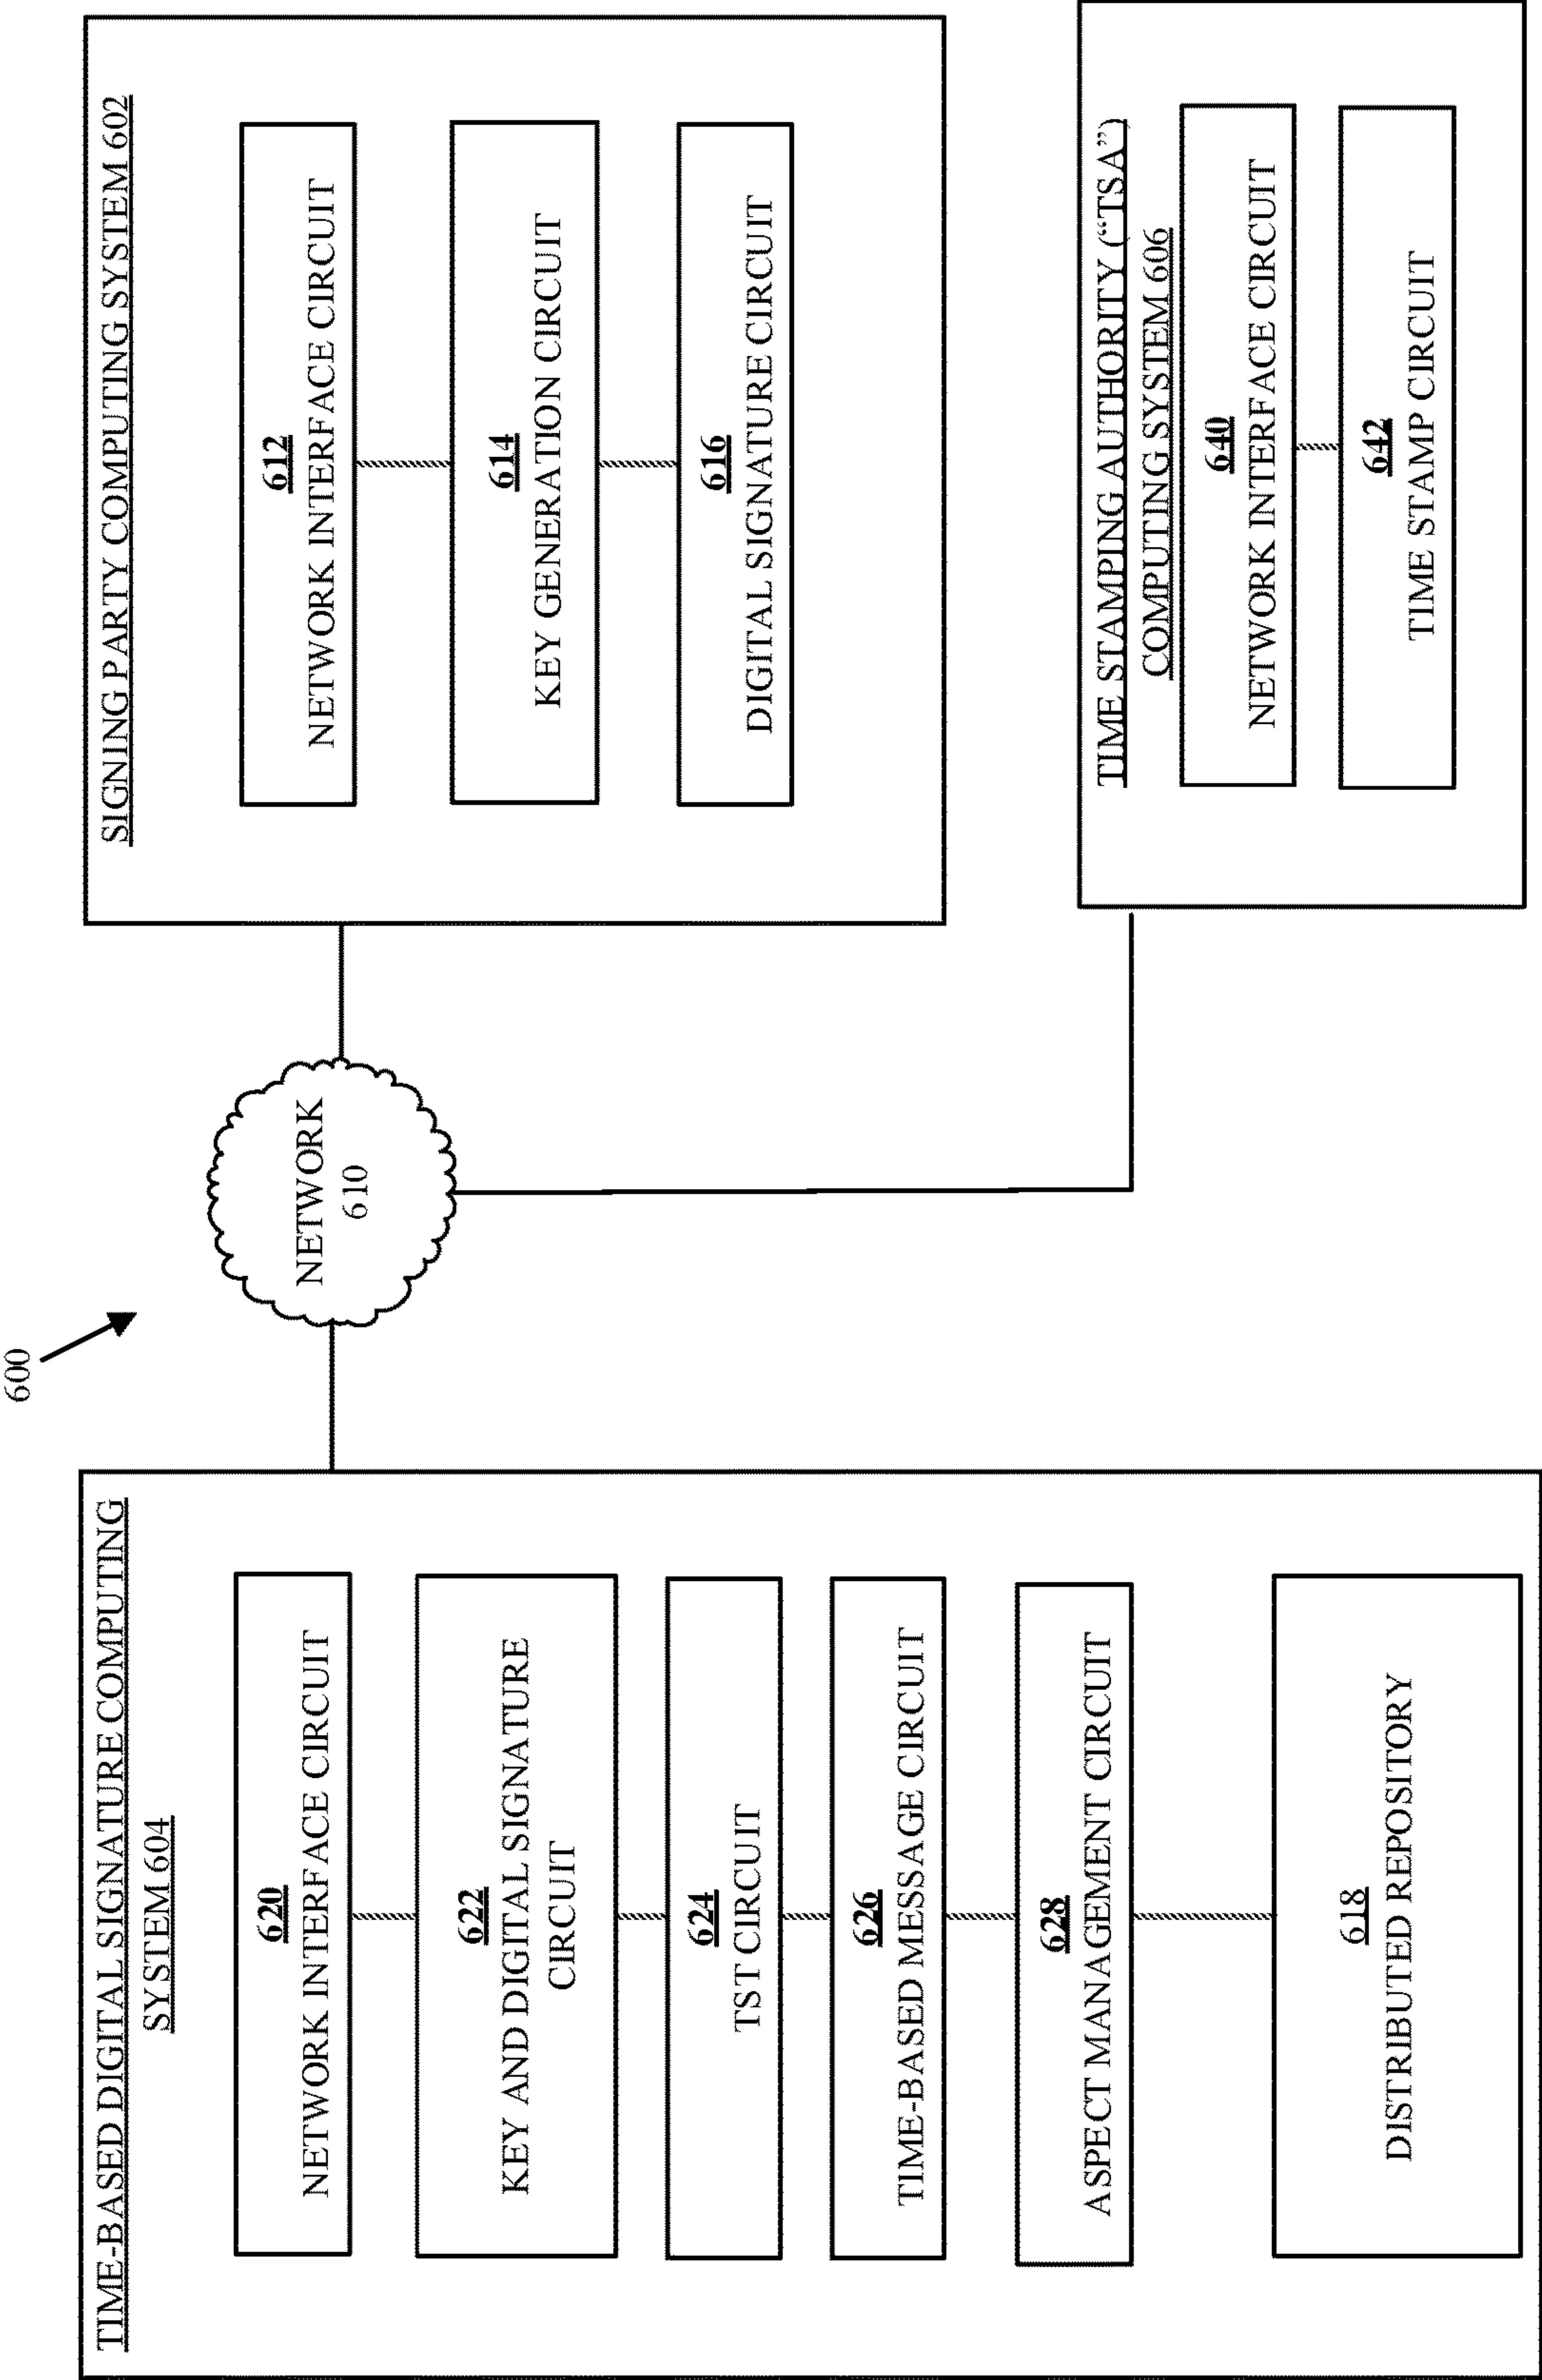 600
TIME-BASED DIGITAL SIGNATURE COMPUTING
SYSTEM 604
620
NETWORK INTERFACE CIRCUIT
622
KEY AND DIGITAL SIGNATURE
CIRCUIT
624
TST CIRCUIT
626
TIME-BASED MESSAGE CIRCUIT
628
ASPECT MANAGEMENT CIRCUIT
618
DISTRIBUTED REPOSITORY
NETWORK
610
SIGNING PARTY COMPUTING SYSTEM 602
612
NETWORK INTERFACE CIRCUIT
614
KEY GENERATION CIRCUIT
616
DIGITAL SIGNATURE CIRCUIT
TIME STAMPING AUTHORITY (“TSA”)
COMPUTING SYSTEM 606
640
NETWORK INTERFACE CIRCUIT
642
TIME STAMP CIRCUIT